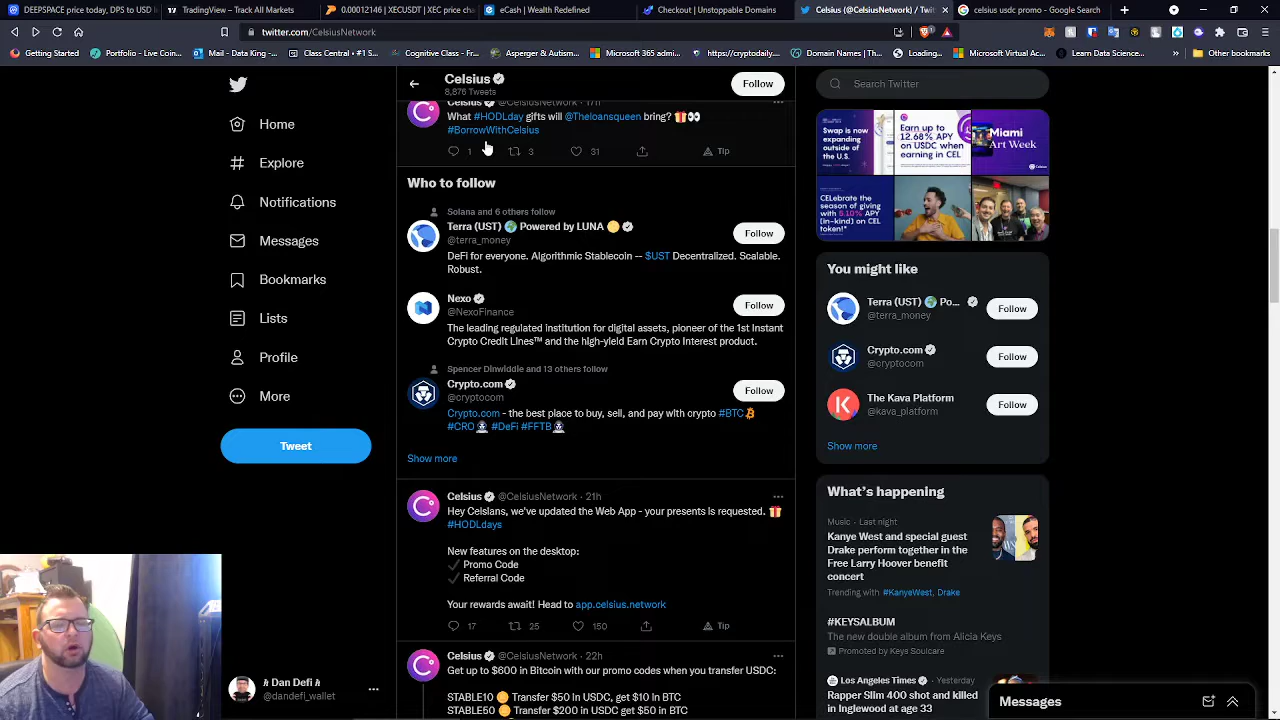 DEEPSPACE price today, DPS to USD l
TradingView – Track All Markets
0.00012146 | XECUSDT | XEC price cha
eCash | Wealth Redefined
Checkout | Unstoppable Domains
Celsius (@CelsiusNetwork) / Twit
celsius usdc promo - Google Search
twitter.com/CelsiusNetwork
Getting Started
Portfolio - Live Coin...
Mail - Data Kong -...
Class Central • #1 S...
Cognitive Class - Fr...
Asperger & Autism...
Microsoft 365 admi...
https://cryptodaily...
Domain Names | Th...
Loading...
Microsoft Virtual Ac...
Learn Data Science...
Other bookmarks
Home
Explore
Notifications
Messages
Bookmarks
Lists
Profile
More
Tweet
Dan Defi
@dandefi_wallet
Celsius
8,876 Tweets
Follow
Celsius @CelsiusNetwork · 17h
What #HODLday gifts will @Theloansqueen bring?
#BorrowWithCelsius
3
31
Tip
Who to follow
Solana and 6 others follow
Terra (UST) Powered by LUNA
@terra_money
Follow
DeFi for everyone. Algorithmic Stablecoin -- $UST Decentralized. Scalable.
Robust.
Nexo
@NexoFinance
Follow
The leading regulated institution for digital assets, pioneer of the 1st Instant
Crypto Credit Lines™ and the high-yield Earn Crypto Interest product.
Spencer Dinwiddie and 13 others follow
Crypto.com
@cryptocom
Follow
Crypto.com - the best place to buy, sell, and pay with crypto #BTC
#CRO #DeFi #FFTB
Show more
Celsius @CelsiusNetwork · 21h
Hey Celsians, we've updated the Web App - your presents is requested.
#HODLdays
New features on the desktop:
Promo Code
Referral Code
Your rewards await! Head to app.celsius.network
17
25
150
Tip
Celsius @CelsiusNetwork · 22h
Get up to $600 in Bitcoin with our promo codes when you transfer USDC:
STABLE10 Transfer $50 in USDC, get $10 in BTC
STABLE50 Transfer $200 in USDC get $50 in BTC
Search Twitter
$wap is now
expanding
outside of
the U.S.
Earn up to
12.68% APY
on USDC when
earning in CEL
Miami
Art Week
CELebrate the
season of giving
with 5.10% APY
(in-kind) on CEL
token!*
You might like
Terra (UST) Po...
@terra_money
Follow
Crypto.com
@cryptocom
Follow
The Kava Platform
@kava_platform
Follow
Show more
What's happening
Music · Last night
Kanye West and special guest
Drake perform together in the
Free Larry Hoover benefit
concert
Trending with #KanyeWest, Drake
#KEYSALBUM
The new double album from Alicia Keys
Promoted by Keys Soulcare
Los Angeles Times · Yesterday
Rapper Slim 400 shot and killed
in Inglewood at age 33
Messages